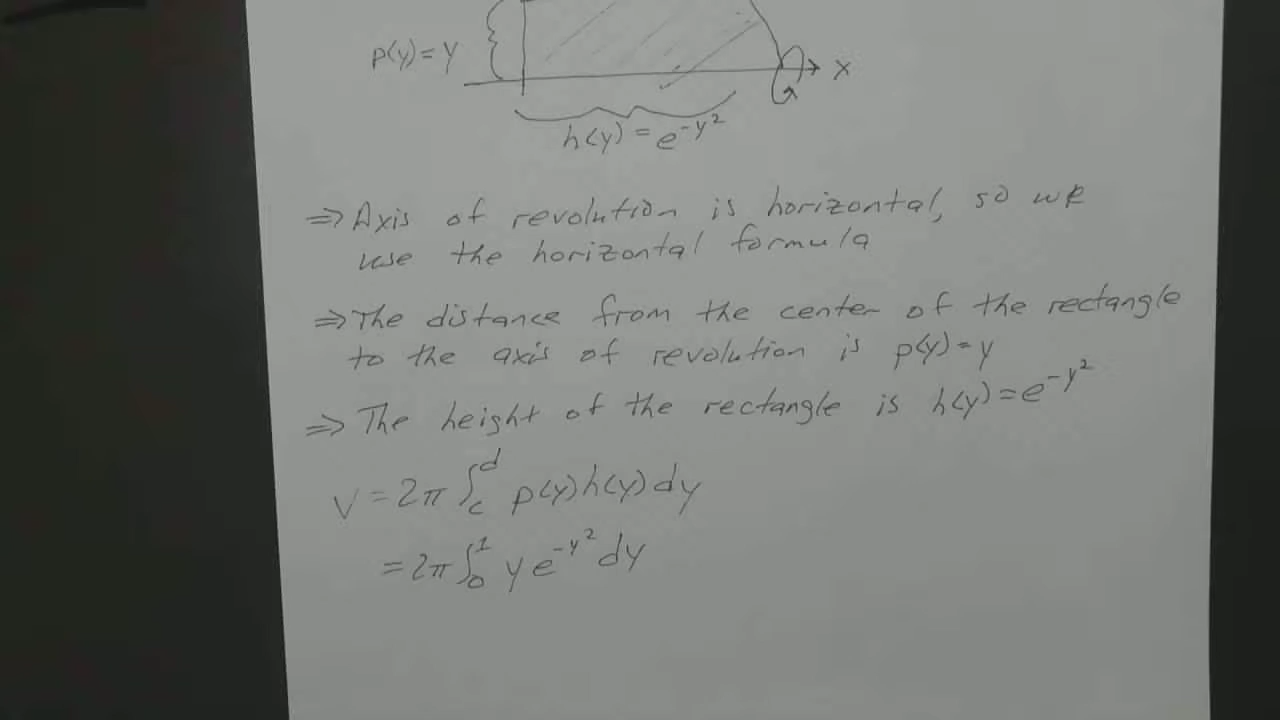 p(y) = y
x
h(y) = e^{-y^2}
⇒ Axis of revolution is horizontal, so we
use the horizontal formula
⇒ The distance from the center of the rectangle
to the axis of revolution is p(y) = y
⇒ The height of the rectangle is h(y) = e^{-y^2}
V = 2π ∫_c^d p(y)h(y)dy
= 2π ∫_0^1 y e^{-y^2} dy